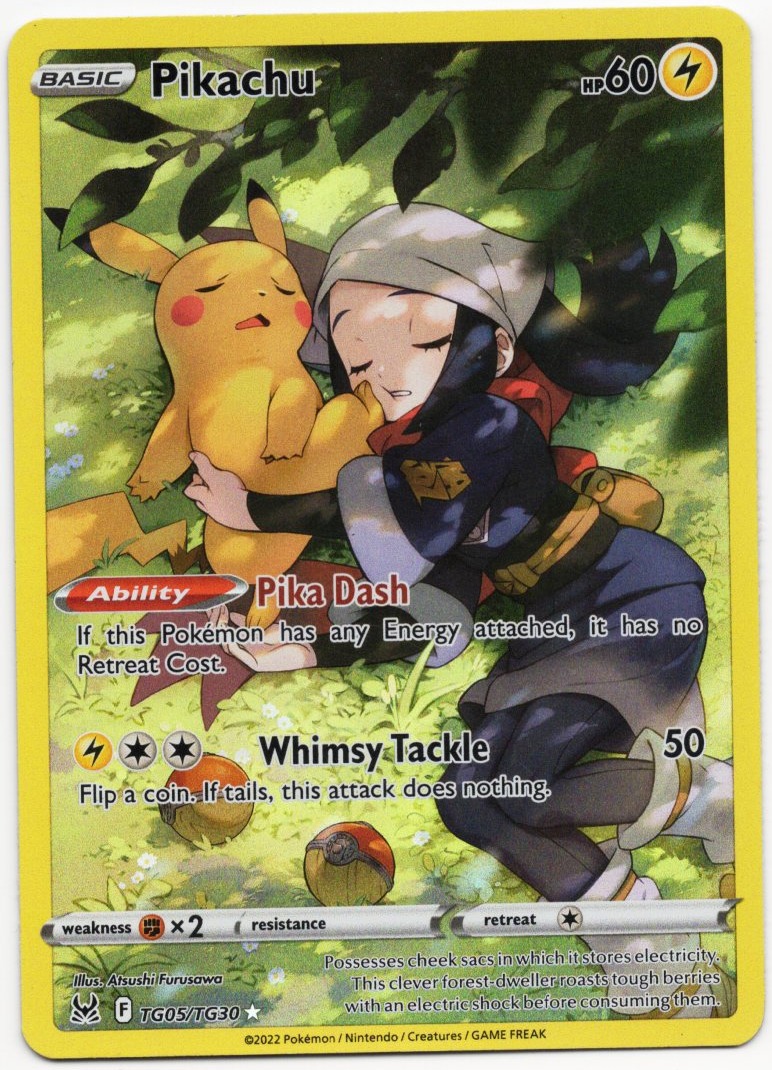 BASIC Pikachu HP60
Ability Pika Dash
If this Pokémon has any Energy attached, it has no
Retreat Cost.
Whimsy Tackle 50
Flip a coin. If tails, this attack does nothing.
weakness ×2 resistance retreat
Possesses cheek sacs in which it stores electricity.
This clever forest-dweller roasts tough berries
with an electric shock before consuming them.
Illus. Atsushi Furusawa
F TG05/TG30
©2022 Pokémon / Nintendo / Creatures / GAME FREAK